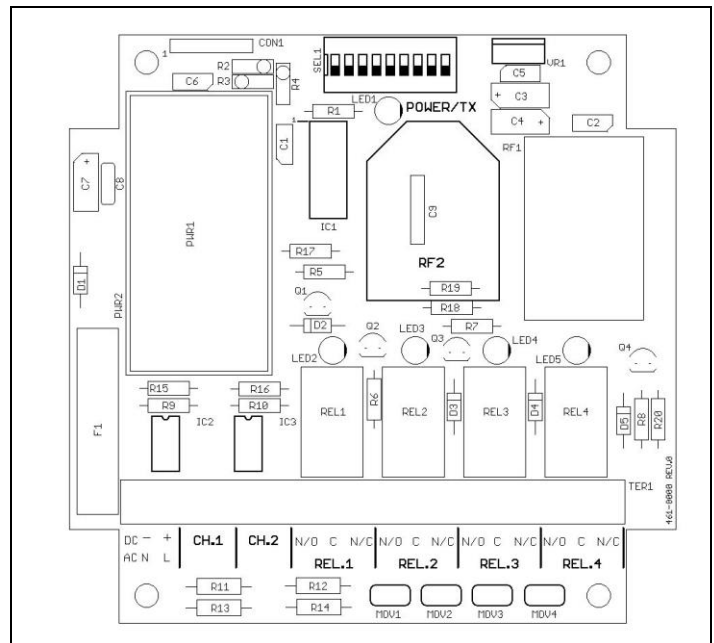 1 CON1
SEL1
VR1
R2
R3
R4
C6
C5
C3
+
LED1
POWER/TX
R1
1
C1
C4
+
C2
RF1
+
C7
C8
PWR1
PWR2
IC1
C9
RF2
R17
R5
D1
Q1
D2
R19
R18
R7
Q2
LED3
Q3
LED4
LED2
LED5
Q4
R15
R9
IC2
R16
R10
IC3
REL1
R6
REL2
D3
REL3
D4
REL4
D5
R8
R20
F1
TER1
461-0000 REV.0
DC - + CH.1 CH.2 N/O C N/C N/O C N/C N/O C N/C N/O C N/C
AC N L REL.1 REL.2 REL.3 REL.4
R11
R13
R12
R14
MOV1 MOV2 MOV3 MOV4